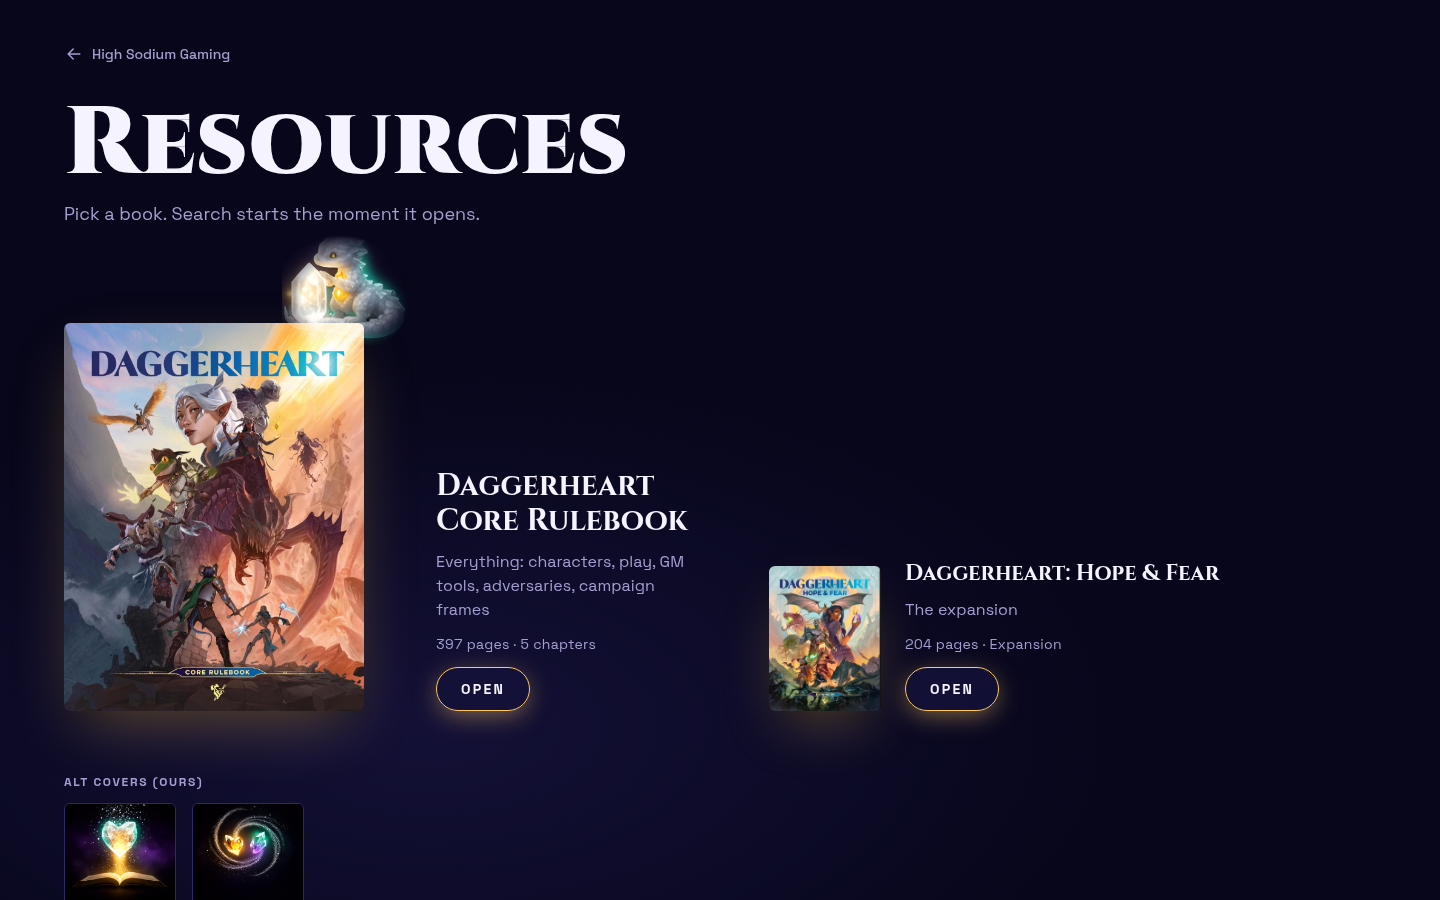 High Sodium Gaming
Resources
Pick a book. Search starts the moment it opens.
DAGGERHEART
CORE RULEBOOK
Daggerheart
Core Rulebook
Everything: characters, play, GM
tools, adversaries, campaign
frames
397 pages · 5 chapters
OPEN
DAGGERHEART
HOPE & FEAR
Daggerheart: Hope & Fear
The expansion
204 pages · Expansion
OPEN
ALT COVERS (OURS)